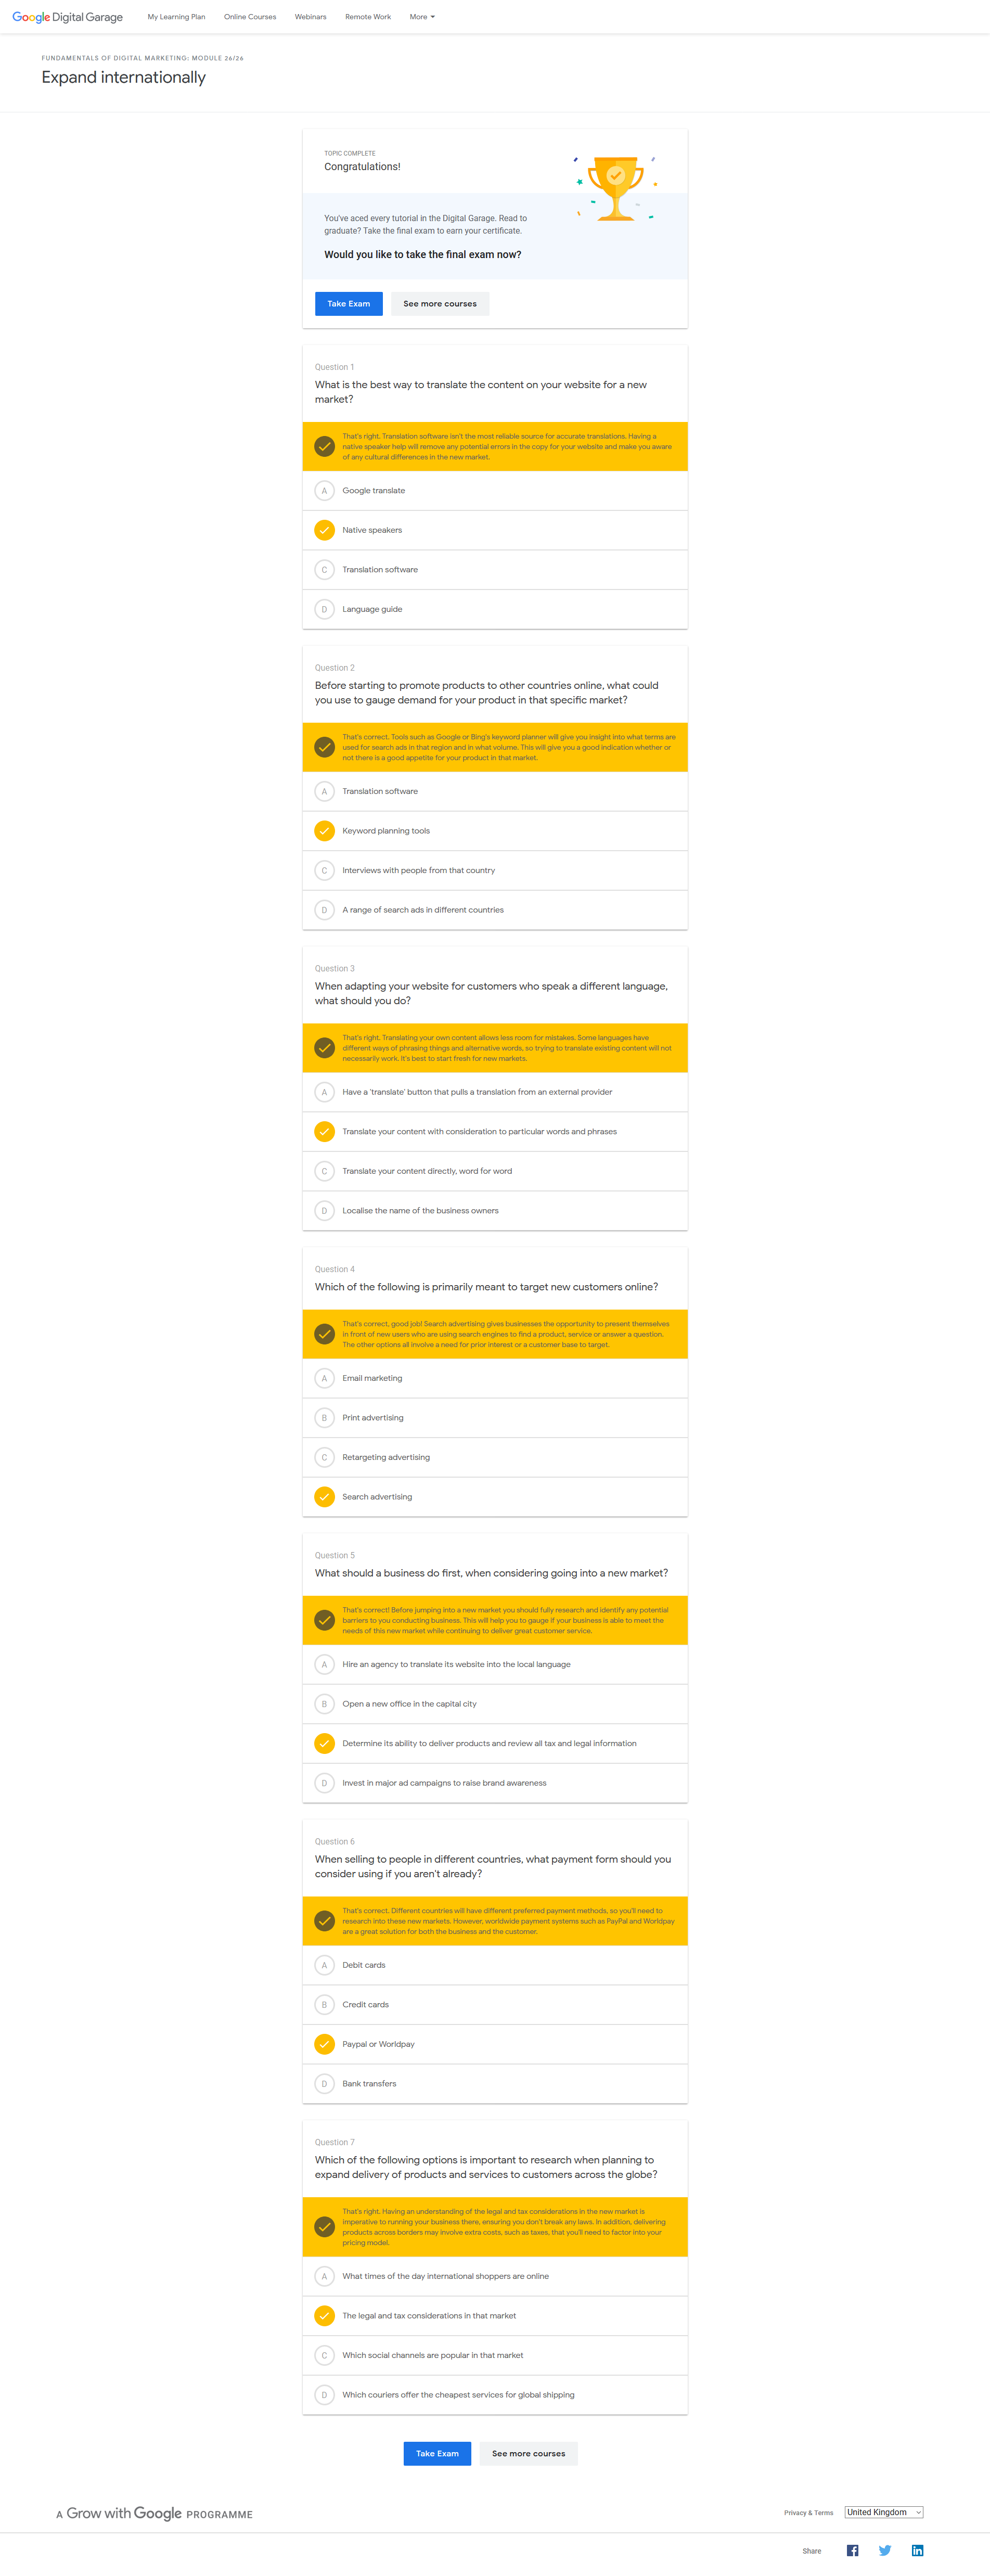 Google Digital Garage
My Learning Plan
Online Courses
Webinars
Remote Work
More
FUNDAMENTALS OF DIGITAL MARKETING: MODULE 26/26
Expand internationally
TOPIC COMPLETE
Congratulations!
You've aced every tutorial in the Digital Garage. Read to
graduate? Take the final exam to earn your certificate.
Would you like to take the final exam now?
Take Exam
See more courses
Question 1
What is the best way to translate the content on your website for a new
market?
That's right. Translation software isn't the most reliable source for accurate translations. Having a
native speaker help will remove any potential errors in the copy for your website and make you aware
of any cultural differences in the new market.
A Google translate
Native speakers
C Translation software
D Language guide
Question 2
Before starting to promote products to other countries online, what could
you use to gauge demand for your product in that specific market?
That's correct. Tools such as Google or Bing's keyword planner will give you insight into what terms are
used for search ads in that region and in what volume. This will give you a good indication whether or
not there is a good appetite for your product in that market.
A Translation software
Keyword planning tools
C Interviews with people from that country
D A range of search ads in different countries
Question 3
When adapting your website for customers who speak a different language,
what should you do?
That's right. Translating your own content allows less room for mistakes. Some languages have
different ways of phrasing things and alternative words, so trying to translate existing content will not
necessarily work. It's best to start fresh for new markets.
A Have a 'translate' button that pulls a translation from an external provider
Translate your content with consideration to particular words and phrases
C Translate your content directly, word for word
D Localise the name of the business owners
Question 4
Which of the following is primarily meant to target new customers online?
That's correct, good job! Search advertising gives businesses the opportunity to present themselves
in front of new users who are using search engines to find a product, service or answer a question.
The other options all involve a need for prior interest or a customer base to target.
A Email marketing
B Print advertising
C Retargeting advertising
Search advertising
Question 5
What should a business do first, when considering going into a new market?
That's correct! Before jumping into a new market you should fully research and identify any potential
barriers to you conducting business. This will help you to gauge if your business is able to meet the
needs of this new market while continuing to deliver great customer service.
A Hire an agency to translate its website into the local language
B Open a new office in the capital city
Determine its ability to deliver products and review all tax and legal information
D Invest in major ad campaigns to raise brand awareness
Question 6
When selling to people in different countries, what payment form should you
consider using if you aren't already?
That's correct. Different countries will have different preferred payment methods, so you'll need to
research into these new markets. However, worldwide payment systems such as PayPal and Worldpay
are a great solution for both the business and the customer.
A Debit cards
B Credit cards
Paypal or Worldpay
D Bank transfers
Question 7
Which of the following options is important to research when planning to
expand delivery of products and services to customers across the globe?
That's right. Having an understanding of the legal and tax considerations in the new market is
imperative to running your business there, ensuring you don't break any laws. In addition, delivering
products across borders may involve extra costs, such as taxes, that you'll need to factor into your
pricing model.
A What times of the day international shoppers are online
The legal and tax considerations in that market
C Which social channels are popular in that market
D Which couriers offer the cheapest services for global shipping
Take Exam
See more courses
A Grow with Google PROGRAMME
Privacy & Terms
United Kingdom
Share